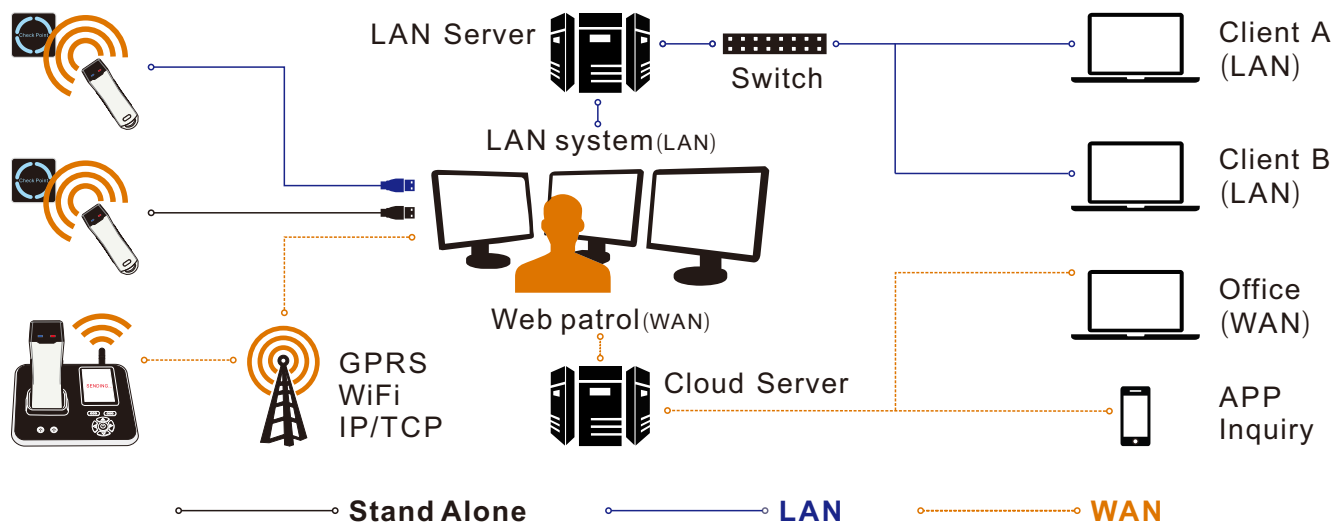 Check Point
LAN Server
Switch
Client A
(LAN)
LAN system(LAN)
Client B
(LAN)
Check Point
Web patrol(WAN)
Office
(WAN)
SENDING...
GPRS
WiFi
IP/TCP
Cloud Server
APP
Inquiry
Stand Alone
LAN
WAN